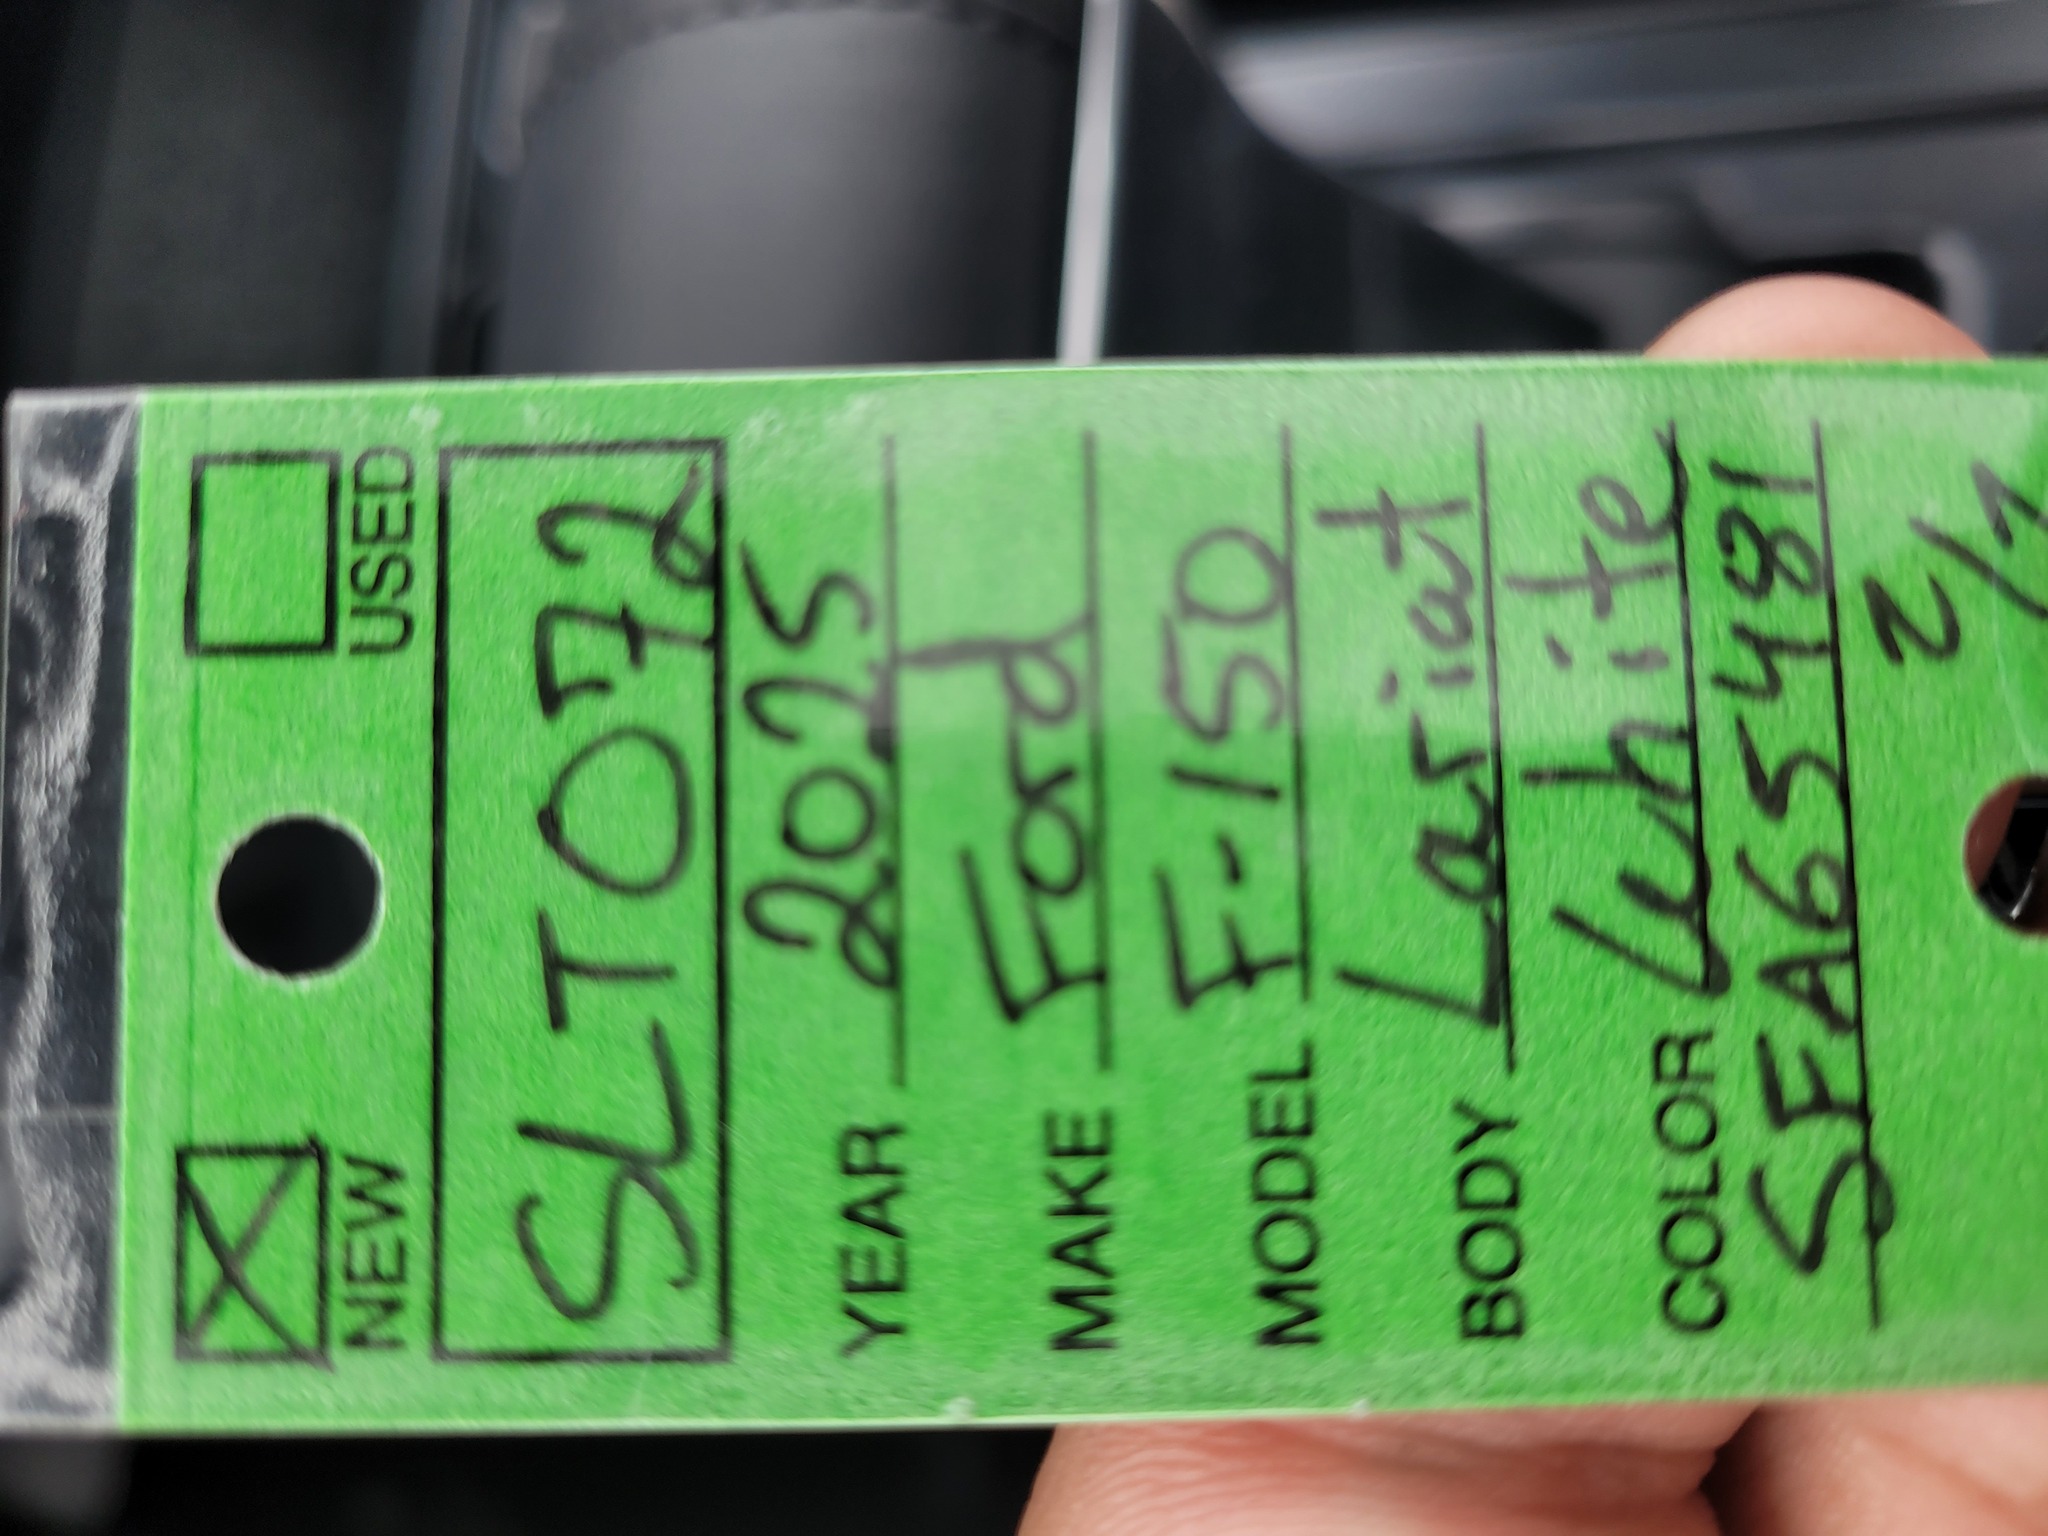 NEW USED
SLT072
YEAR 2025
MAKE Ford
MODEL F-150
BODY Lariat
COLOR White
SFA65481